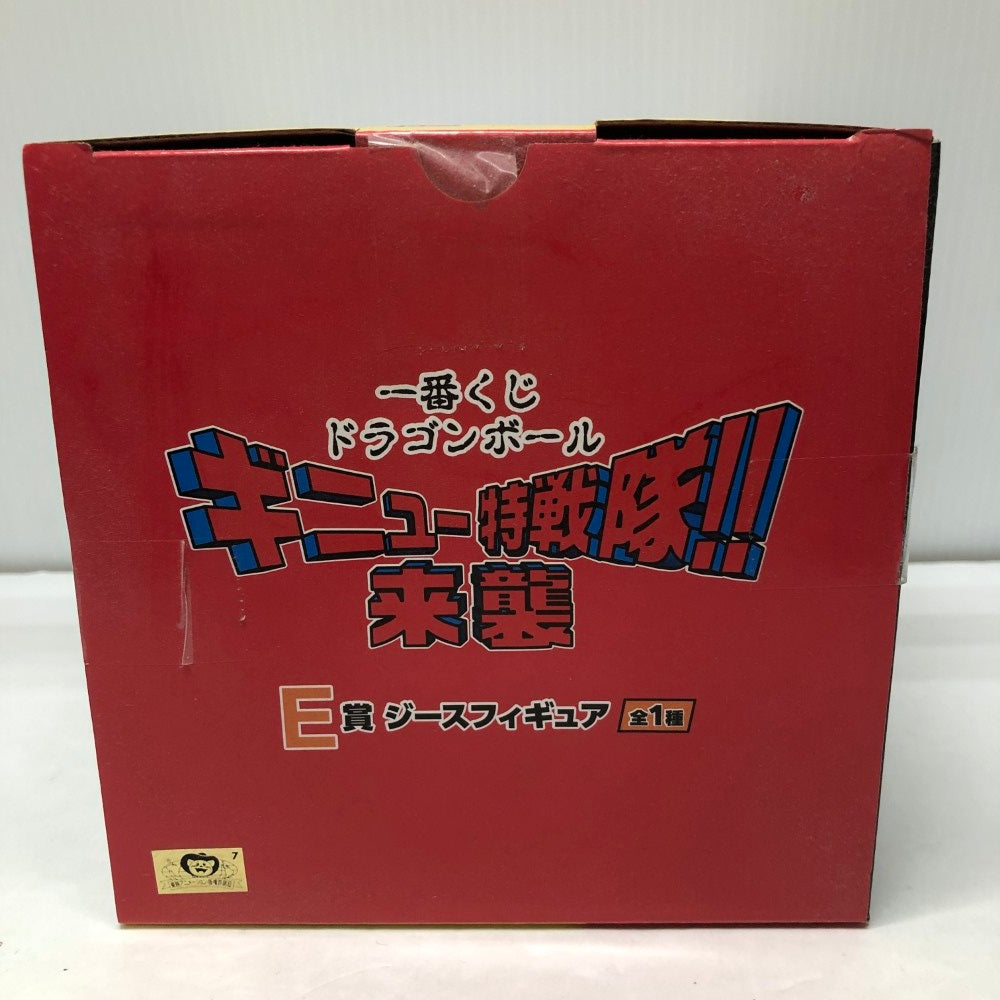 一番くじ
ドラゴンボール
ギニュー特戦隊!!
来襲
E賞 ジースフィギュア 全1種
7